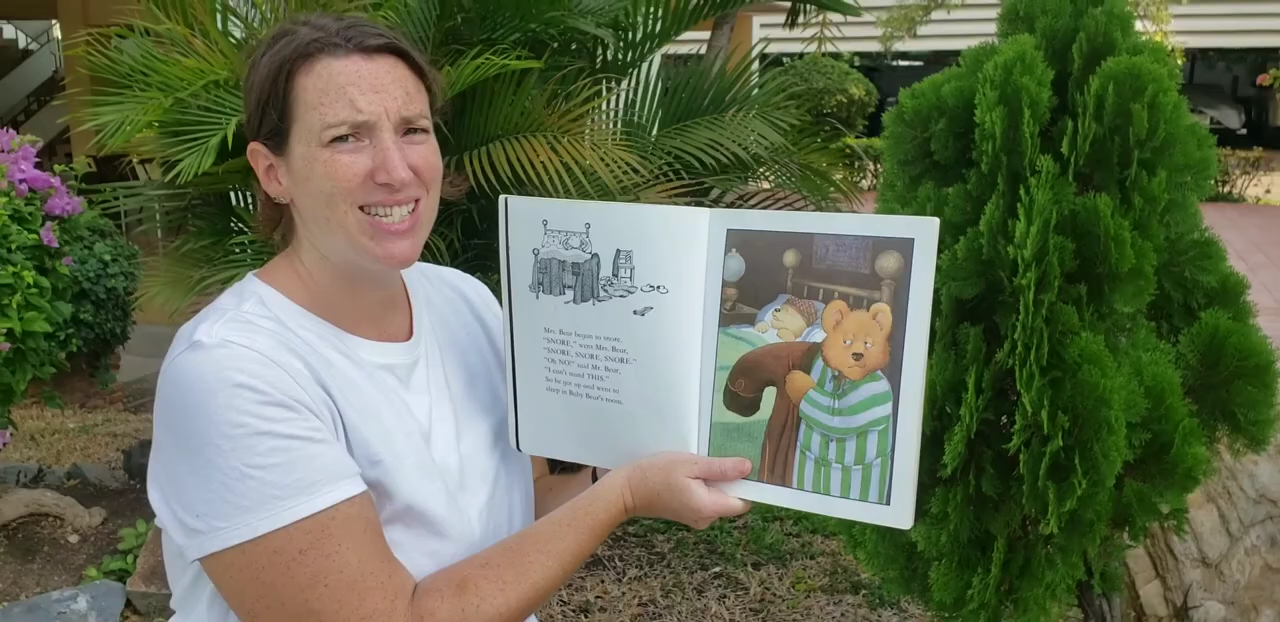 Mrs. Bear began to snore.
"SNORE," went Mrs. Bear,
"SNORE, SNORE, SNORE."
"Oh NO!" said Mr. Bear,
"I can't stand THIS."
So he got up and went to
sleep in Baby Bear's room.